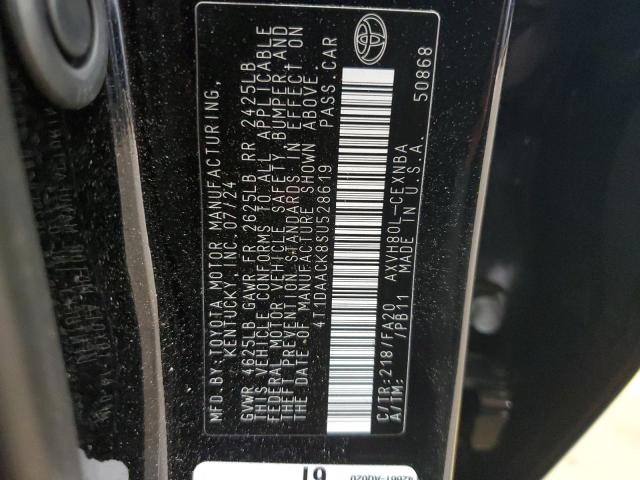 MFD.BY:TOYOTA MOTOR MANUFACTURING,
KENTUCKY, INC. 07/24
GVWR 4625LB GAWR FR 2625LB RR 2425LB
THIS VEHICLE CONFORMS TO ALL APPLICABLE
FEDERAL MOTOR VEHICLE SAFETY, BUMPER, AND
THEFT PREVENTION STANDARDS IN EFFECT ON
THE DATE OF MANUFACTURE SHOWN ABOVE.
4T1DAACK8SU528619 PASS.CAR
C/TR:218/FA20 AXVH80L-CEXNBA
A/TM: /PB11 MADE IN U.S.A. 50868